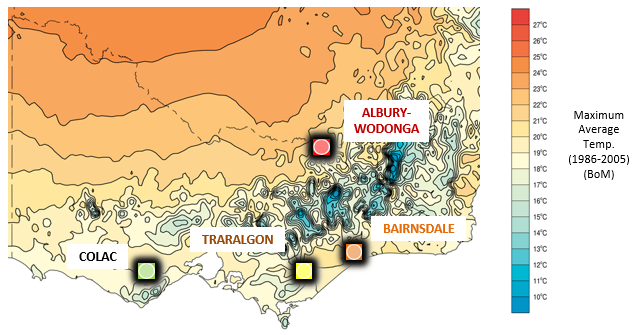 ALBURY-
WODONGA
TRARALGON
BAIRNSDALE
COLAC
27°C
26°C
25°C
24°C
23°C
22°C
21°C
20°C
19°C
18°C
17°C
16°C
15°C
14°C
13°C
12°C
11°C
10°C
Maximum
Average
Temp.
(1986-2005)
(BoM)